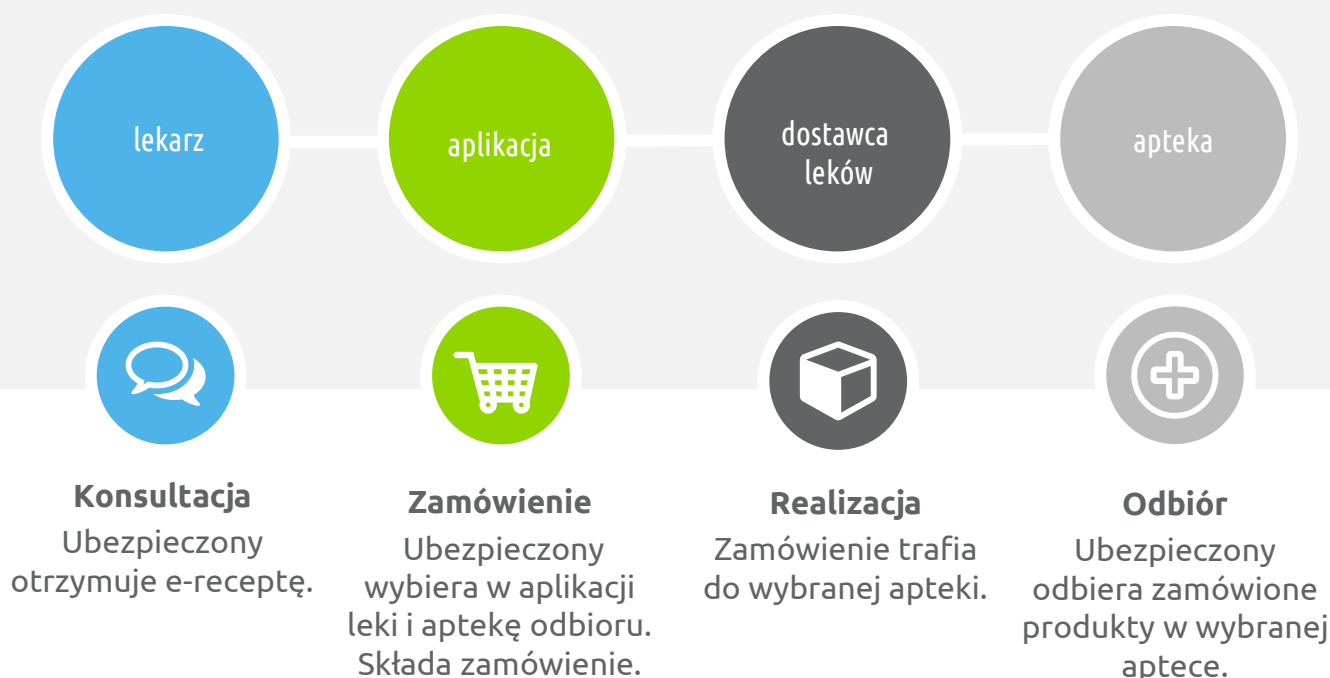 lekarz
aplikacja
dostawca
leków
apteka
Konsultacja
Ubezpieczony
otrzymuje e-receptę.
Zamówienie
Ubezpieczony
wybiera w aplikacji
leki i aptekę odbioru.
Składa zamówienie.
Realizacja
Zamówienie trafia
do wybranej apteki.
Odbiór
Ubezpieczony
odbiera zamówione
produkty w wybranej
aptece.